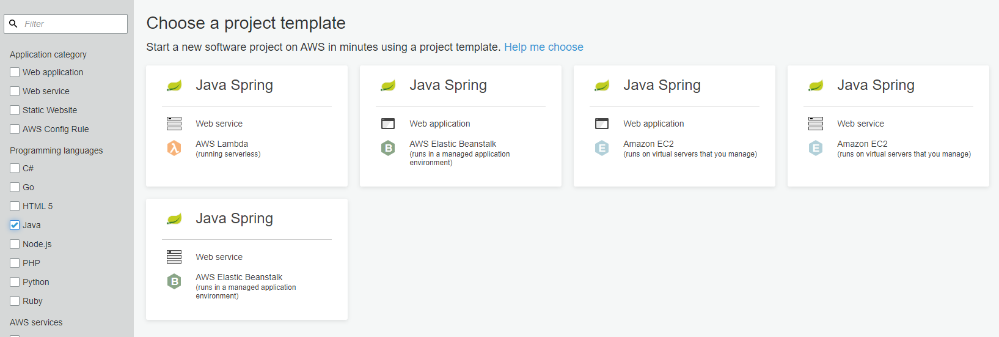 Filter
Application category
Web application
Web service
Static Website
AWS Config Rule
Programming languages
C#
Go
HTML 5
Java
Node.js
PHP
Python
Ruby
AWS services
Choose a project template
Start a new software project on AWS in minutes using a project template. Help me choose
Java Spring
Web service
AWS Lambda
(running serverless)
Java Spring
Web application
B
AWS Elastic Beanstalk
(runs in a managed application
environment)
Java Spring
Web application
E
Amazon EC2
(runs on virtual servers that you manage)
Java Spring
Web service
E
Amazon EC2
(runs on virtual servers that you manage)
Java Spring
Web service
B
AWS Elastic Beanstalk
(runs in a managed application
environment)